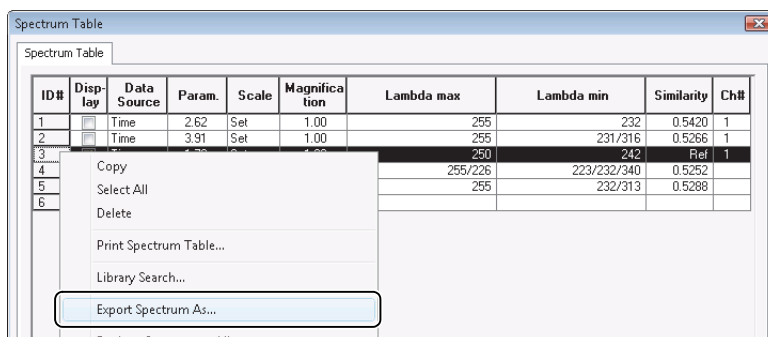 Spectrum Table
Spectrum Table
ID# Disp-lay Data Source Param. Scale Magnification Lambda max Lambda min Similarity Ch#
1 Time 2.62 Set 1.00 255 232 0.5420 1
2 Time 3.91 Set 1.00 255 231/316 0.5266 1
3 250 242 Ref 1
4 255/226 223/232/340 0.5252
5 255 232/313 0.5288
6
Copy
Select All
Delete
Print Spectrum Table...
Library Search...
Export Spectrum As...